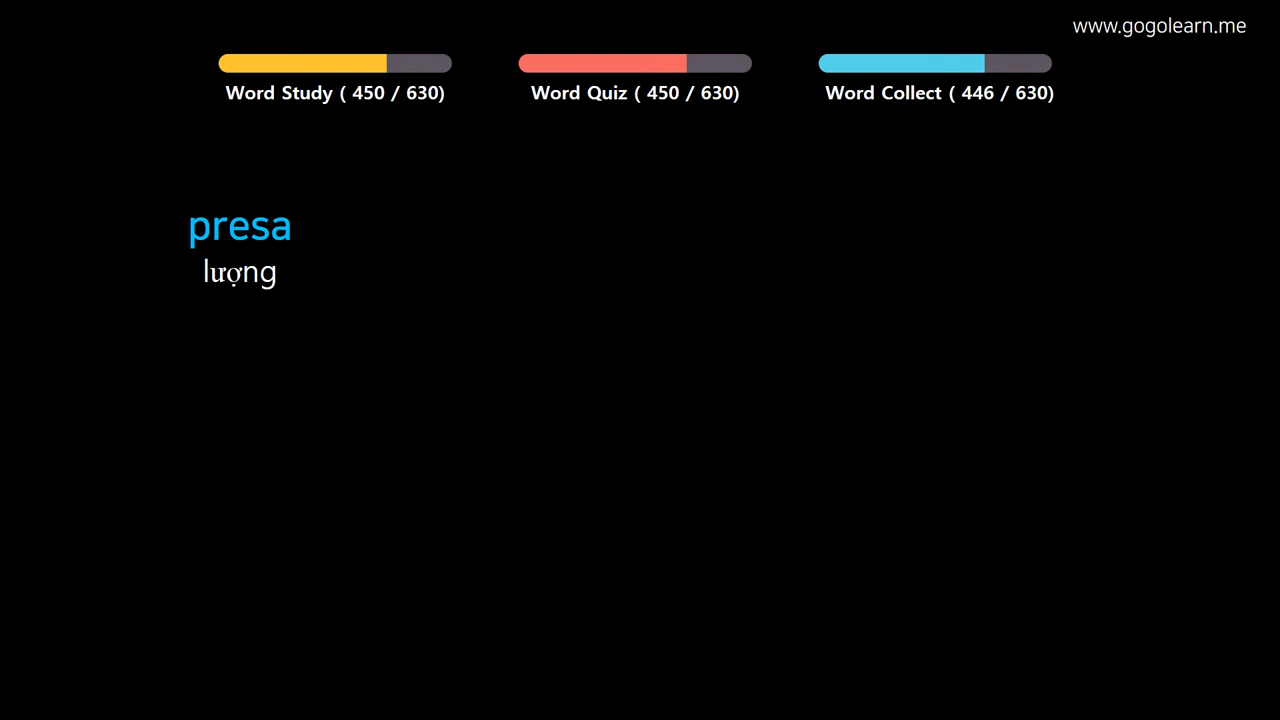 www.gogolearn.me
Word Study ( 450 / 630)
Word Quiz ( 450 / 630)
Word Collect ( 446 / 630)
presa
lượng